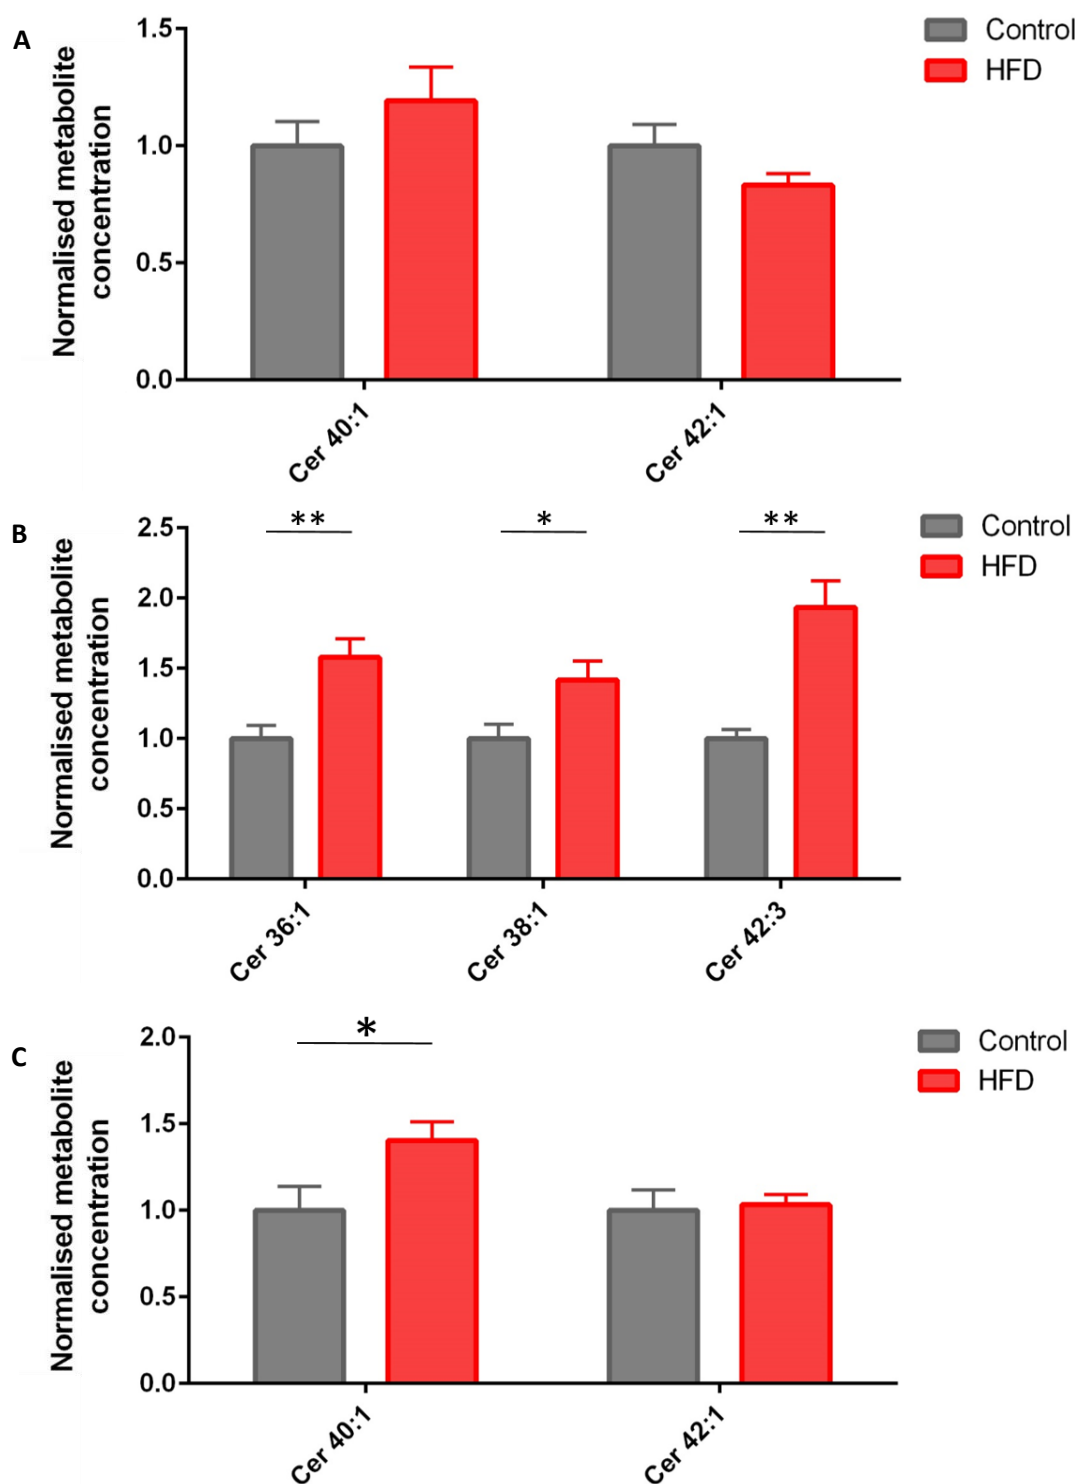 A
Normalised metabolite
concentration
1.5
1.0
0.5
0.0
Control
HFD
Cer 40:1
Cer 42:1
B
Normalised metabolite
concentration
2.5
2.0
1.5
1.0
0.5
0.0
**
*
**
Control
HFD
Cer 36:1
Cer 38:1
Cer 42:3
C
Normalised metabolite
concentration
2.0
1.5
1.0
0.5
0.0
*
Control
HFD
Cer 40:1
Cer 42:1